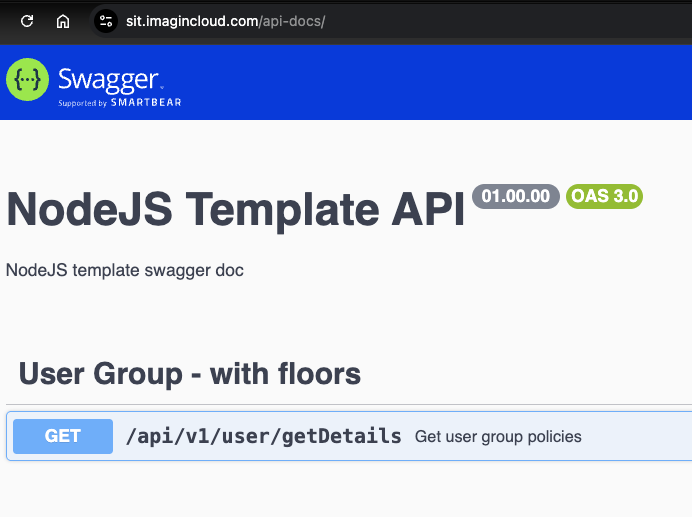 sit.imagincloud.com/api-docs/
{···} Swagger.
Supported by SMARTBEAR
NodeJS Template API 01.00.00 OAS 3.0
NodeJS template swagger doc
User Group - with floors
GET /api/v1/user/getDetails Get user group policies